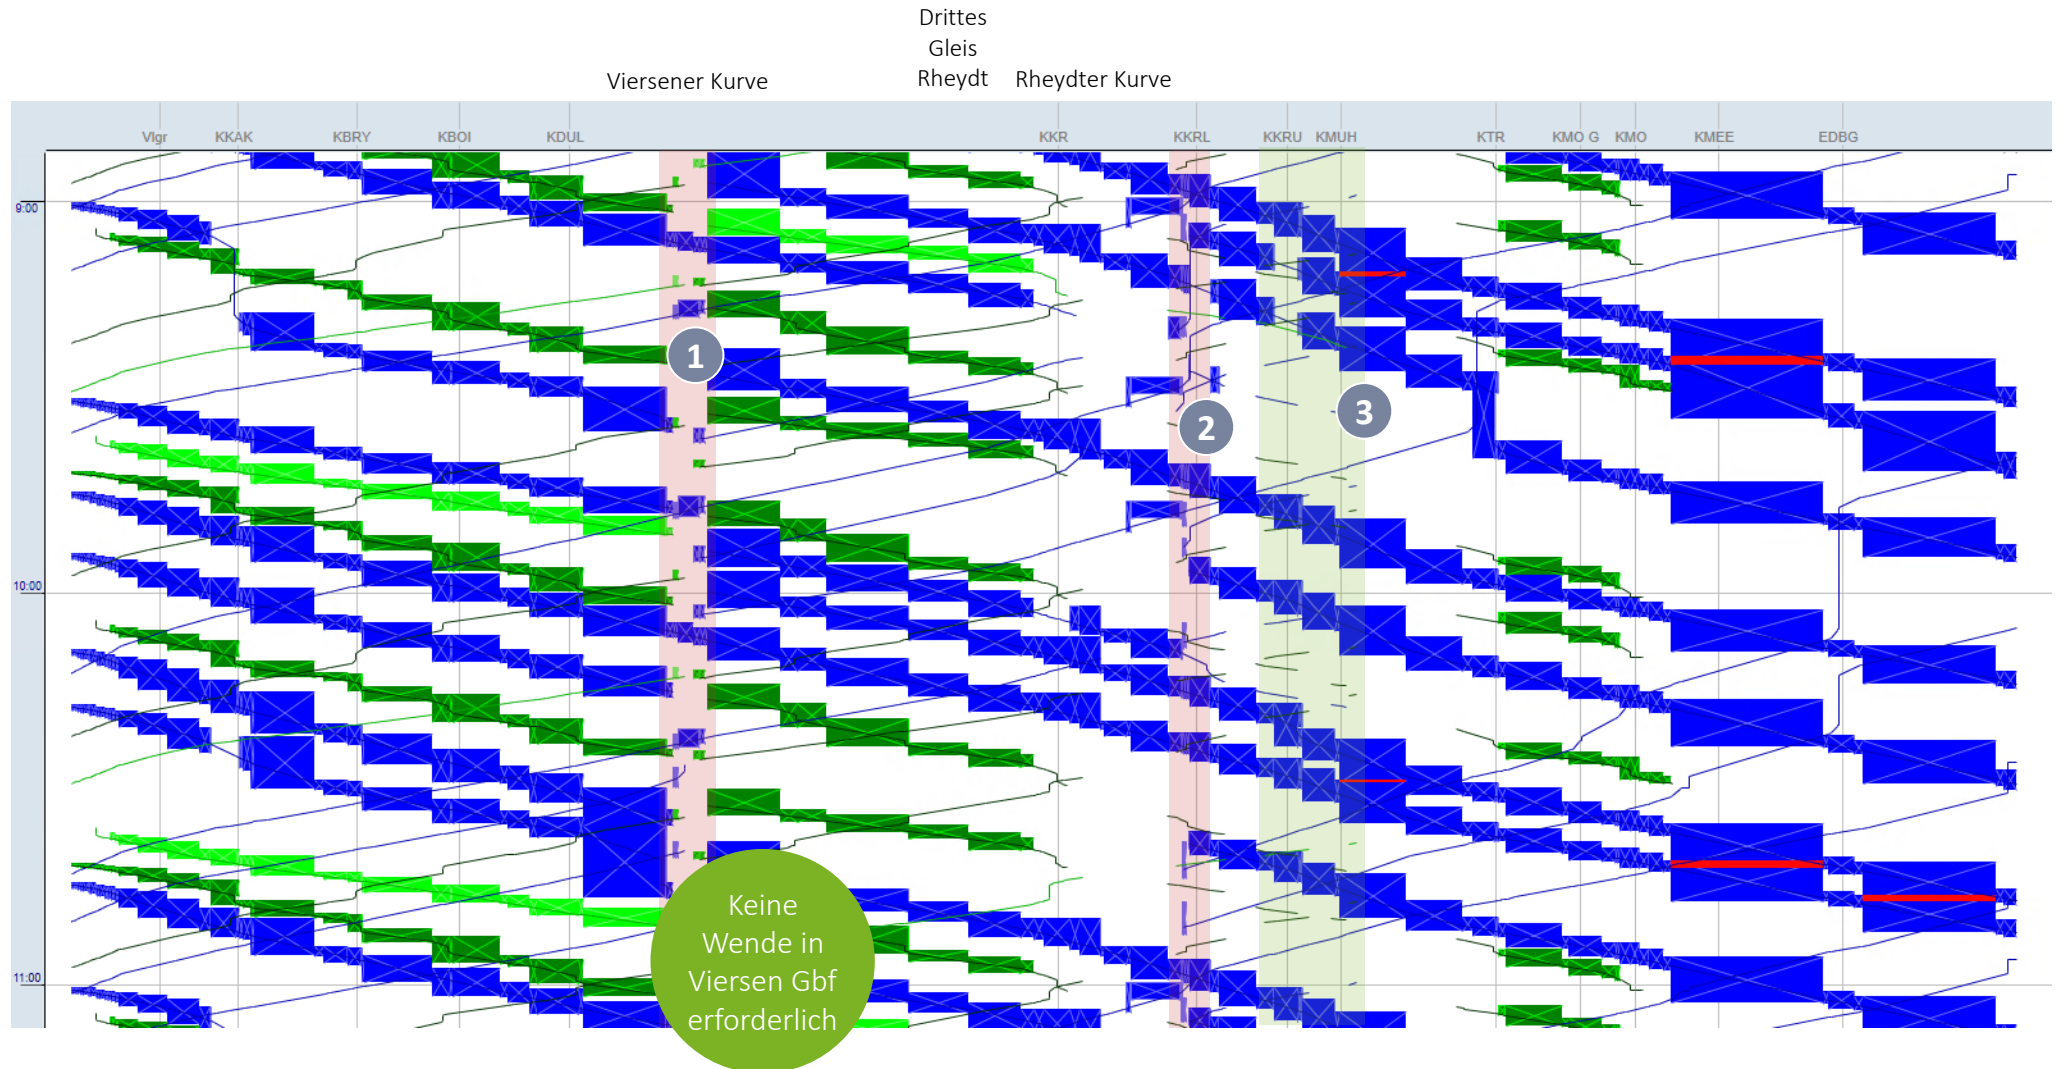 Drittes
Gleis
Rheydt
Viersener Kurve
Rheydter Kurve
Vlgr KKAK KBRY KBOI KDUL KKR KKRL KKRU KMUH KTR KMO G KMO KMEE EDBG
9:00
1
3
2
10:00
Keine
Wende in
Viersen Gbf
erforderlich
11:00